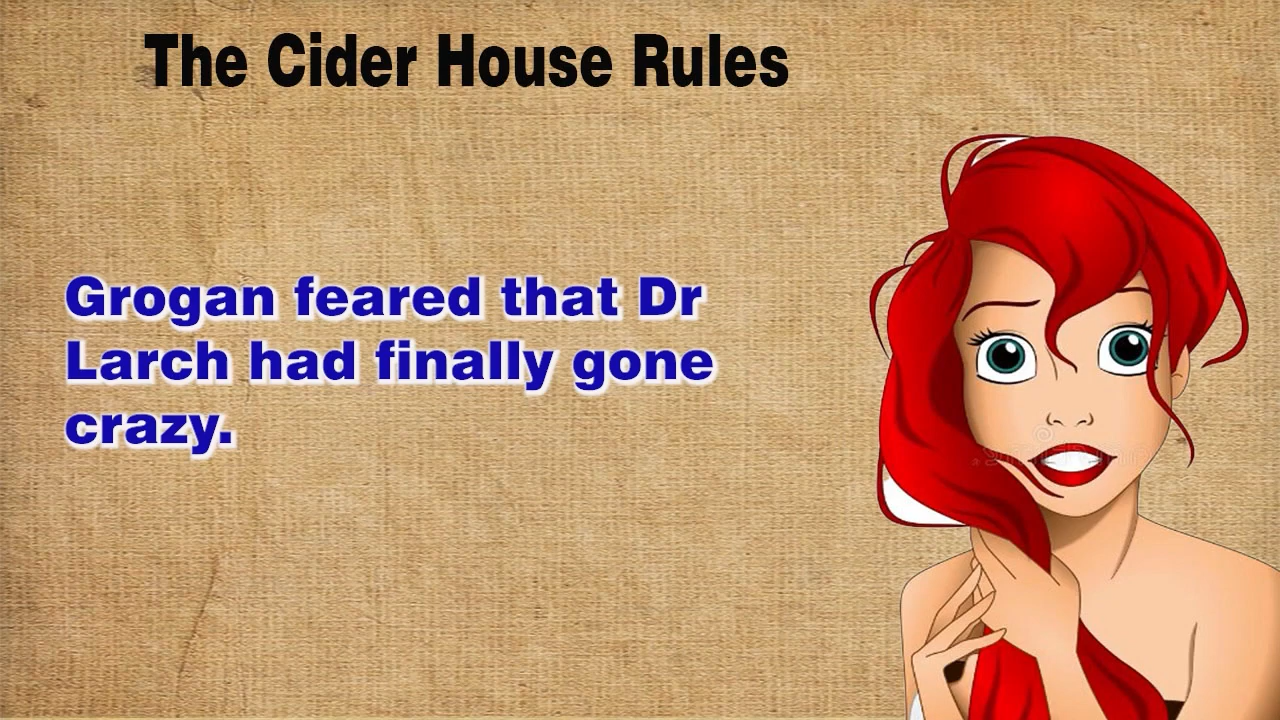 The Cider House Rules
Grogan feared that Dr
Larch had finally gone
crazy.